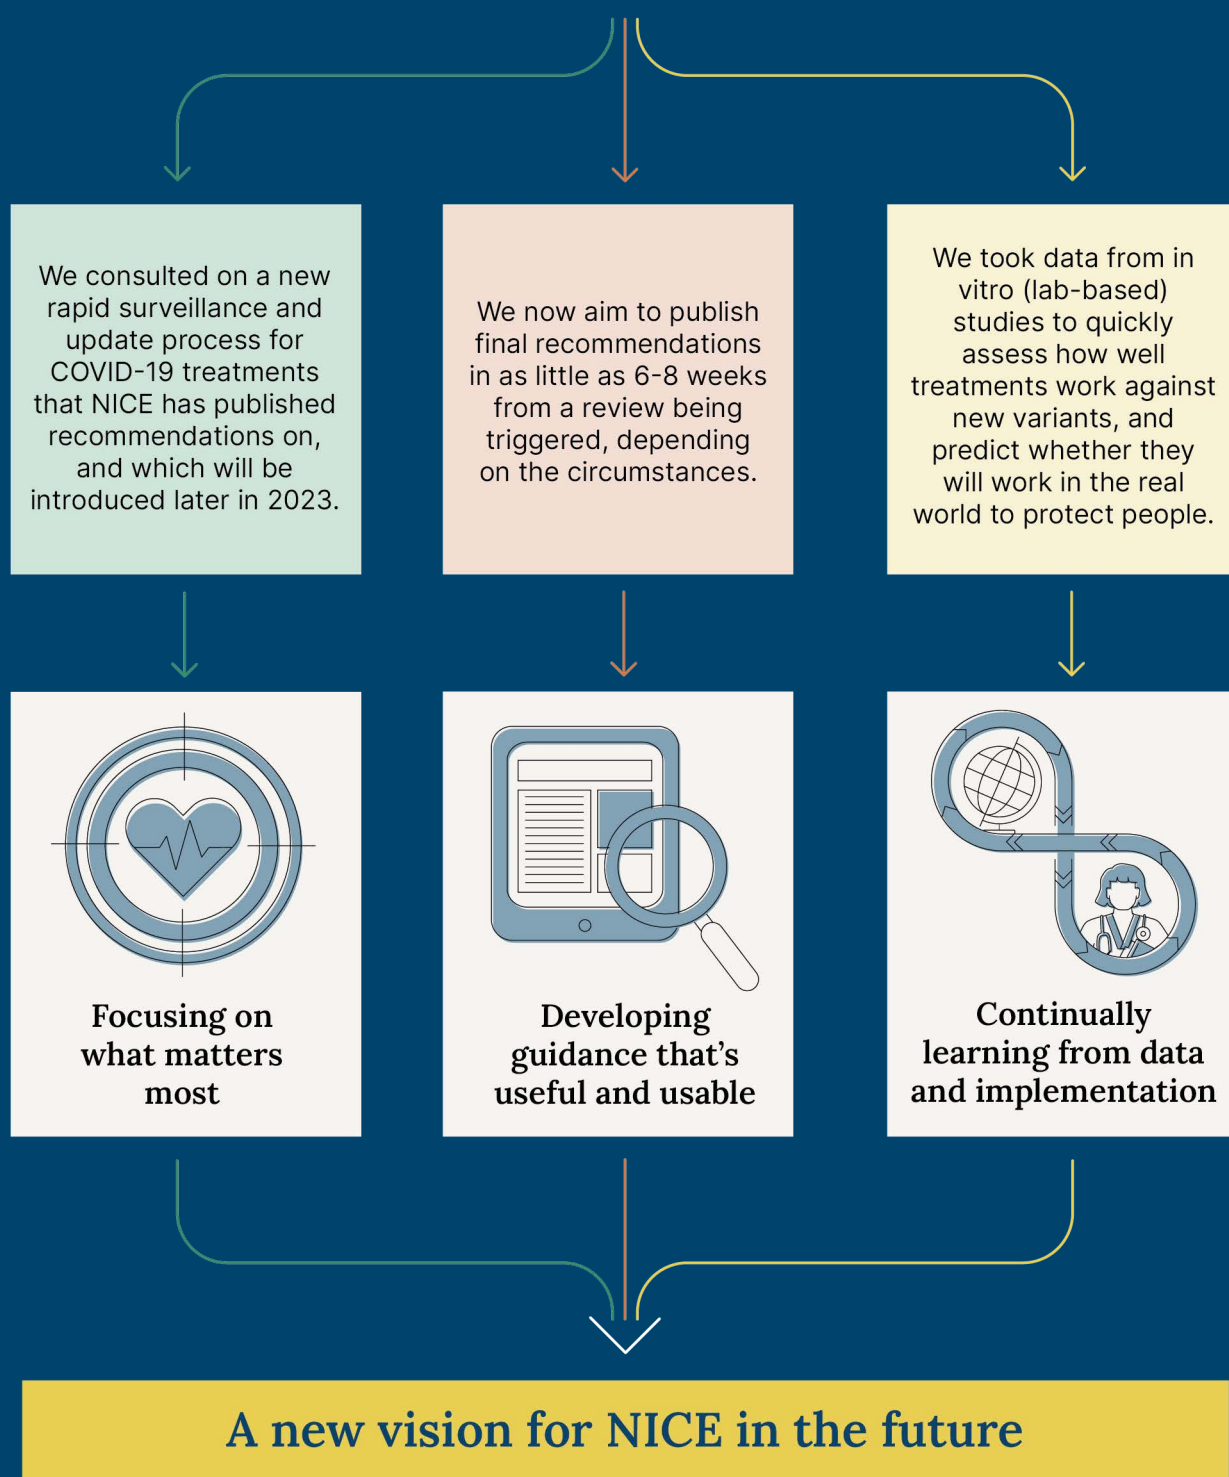 We consulted on a new
rapid surveillance and
update process for
COVID-19 treatments
that NICE has published
recommendations on,
and which will be
introduced later in 2023.
We now aim to publish
final recommendations
in as little as 6-8 weeks
from a review being
triggered, depending
on the circumstances.
We took data from in
vitro (lab-based)
studies to quickly
assess how well
treatments work against
new variants, and
predict whether they
will work in the real
world to protect people.
Focusing on
what matters
most
Developing
guidance that’s
useful and usable
Continually
learning from data
and implementation
A new vision for NICE in the future